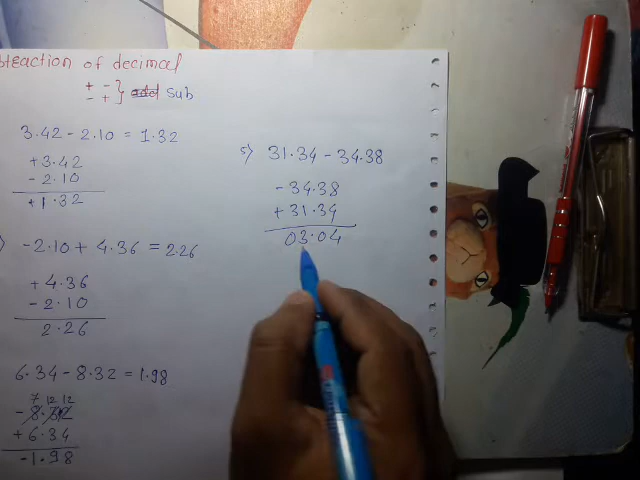 of decimal
+ -
- +
} sub
3.42 - 2.10 = 1.32
+3.42
- 2.10
+1.32
-2.10 + 4.36 = 2.26
+4.36
- 2.10
2.26
6.34 - 8.32 = 1.98
7 12 12
- 8.32
+ 6.34
-1.98
5) 31.34 - 34.38
- 34.38
+ 31.34
03.04